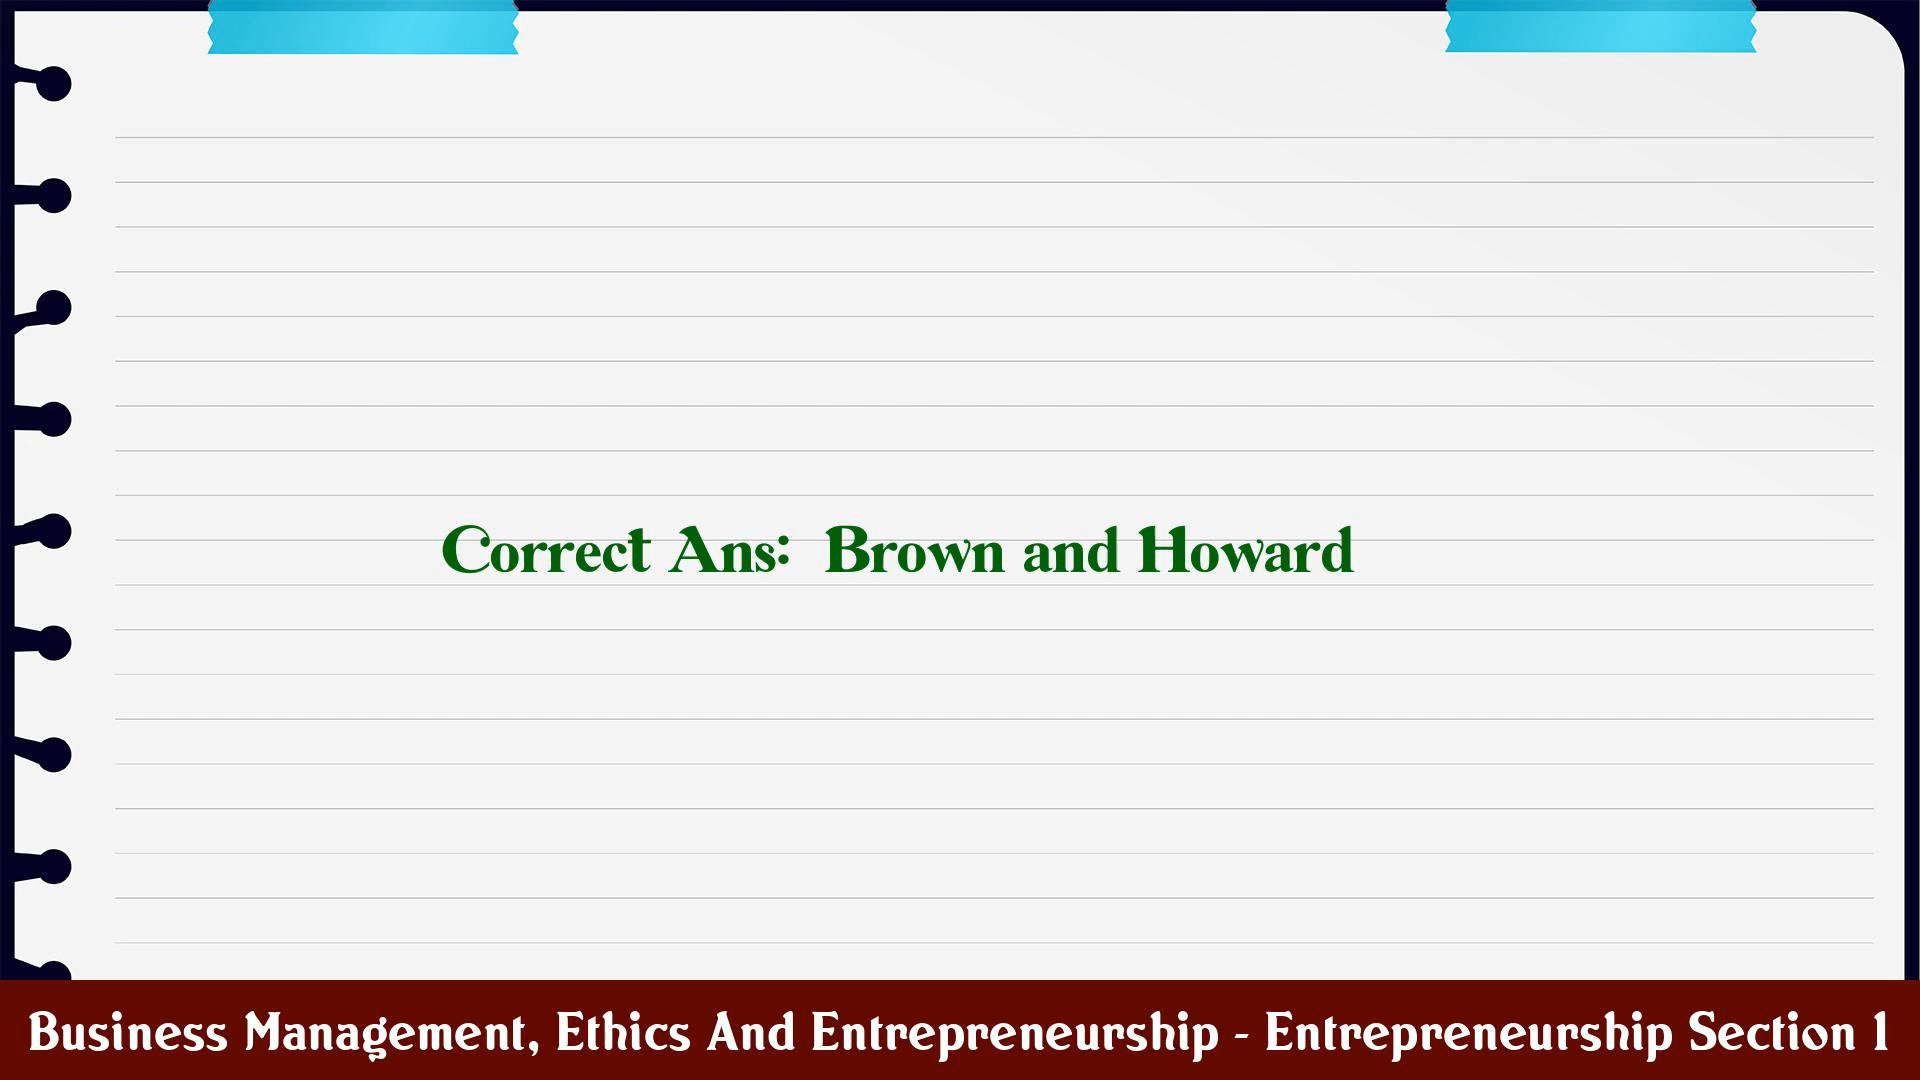 Correct Ans: Brown and Howard
Business Management, Ethics And Entrepreneurship - Entrepreneurship Section 1